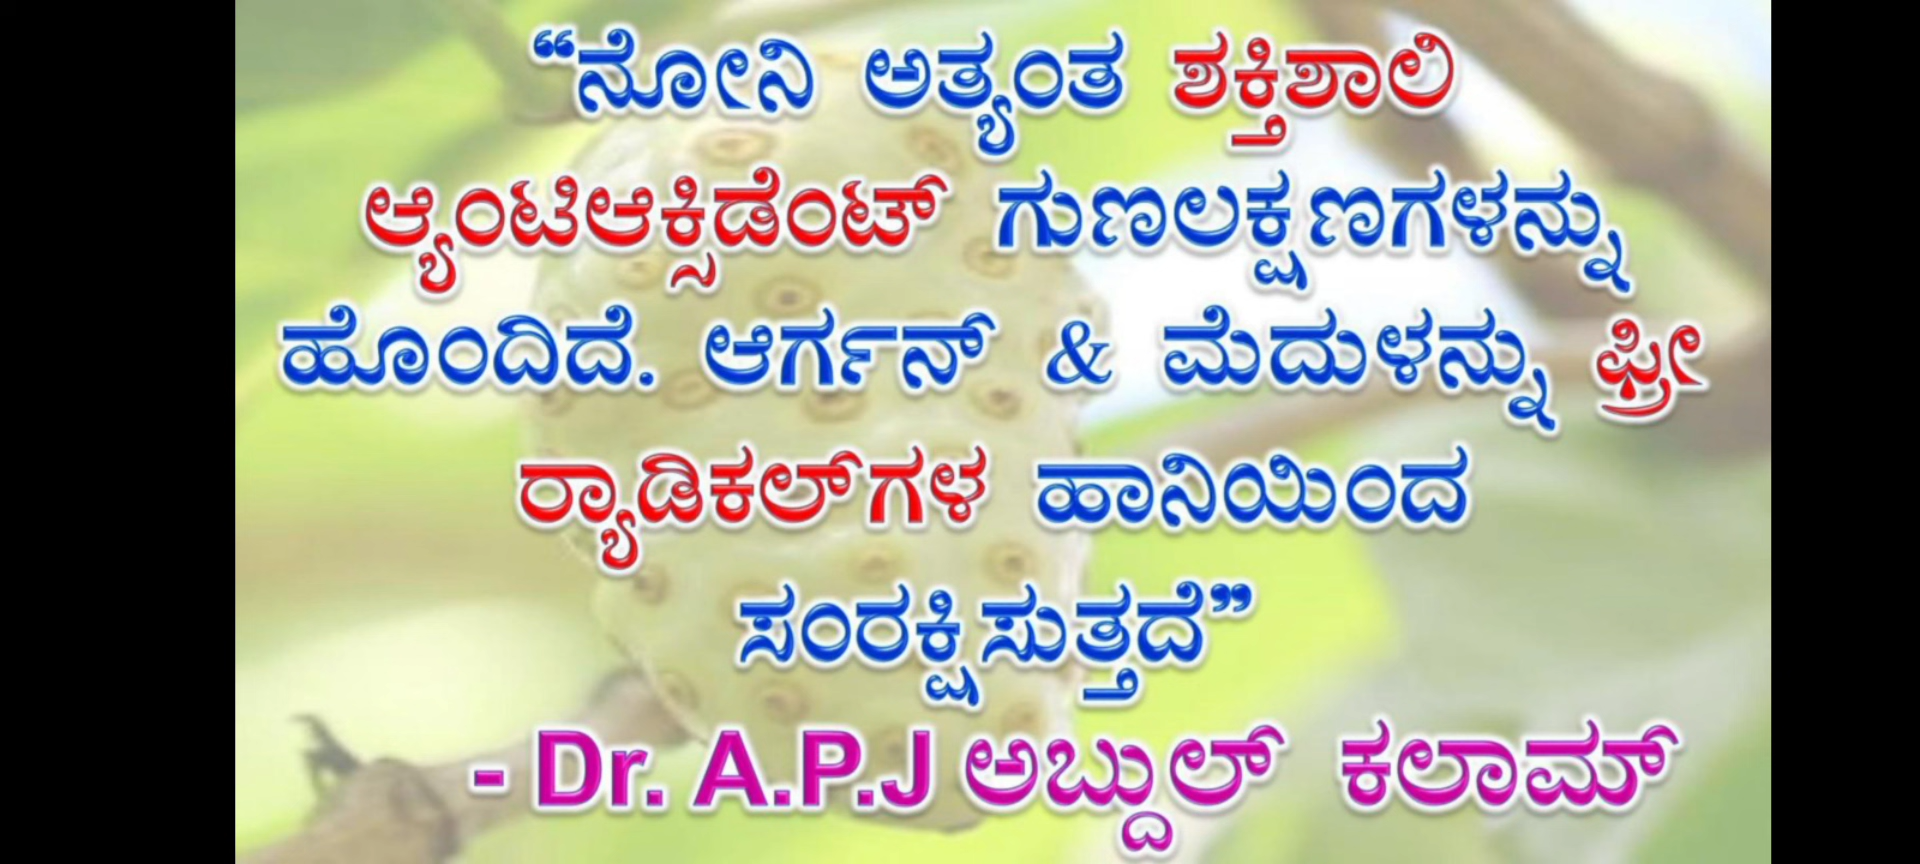 “ನೋನಿ ಅತ್ಯಂತ ಶಕ್ತಿಶಾಲಿ
ಆ್ಯಂಟಿಆಕ್ಸಿಡೆಂಟ್ ಗುಣಲಕ್ಷಣಗಳನ್ನು
ಹೊಂದಿದೆ. ಆರ್ಗನ್ & ಮೆದುಳನ್ನು ಫ್ರೀ
ರ‍್ಯಾಡಿಕಲ್‌ಗಳ ಹಾನಿಯಿಂದ
ಸಂರಕ್ಷಿಸುತ್ತದೆ”
- Dr. A.P.J ಅಬ್ದುಲ್ ಕಲಾಮ್